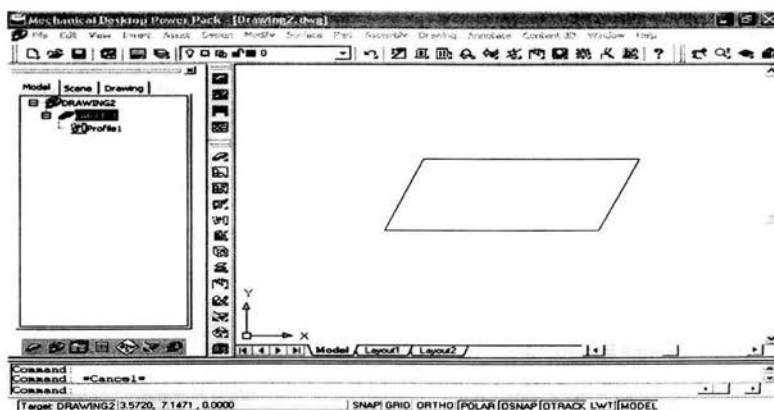 Mechanical Desktop Power Pack - [Drawing2.dwg]
File Edit View Insert Assist Design Modify Surface Part Assembly Drawing Annotate Content 3D Window Help
0
?
Model Scene Drawing
DRAWING2
Profile1
Y
X
Model Layout1 Layout2
Command:
Command: *Cancel*
Command:
Target: DRAWING2 3.5720, 7.1471, 0.0000 SNAP GRID ORTHO POLAR OSNAP OTRACK LWT MODEL